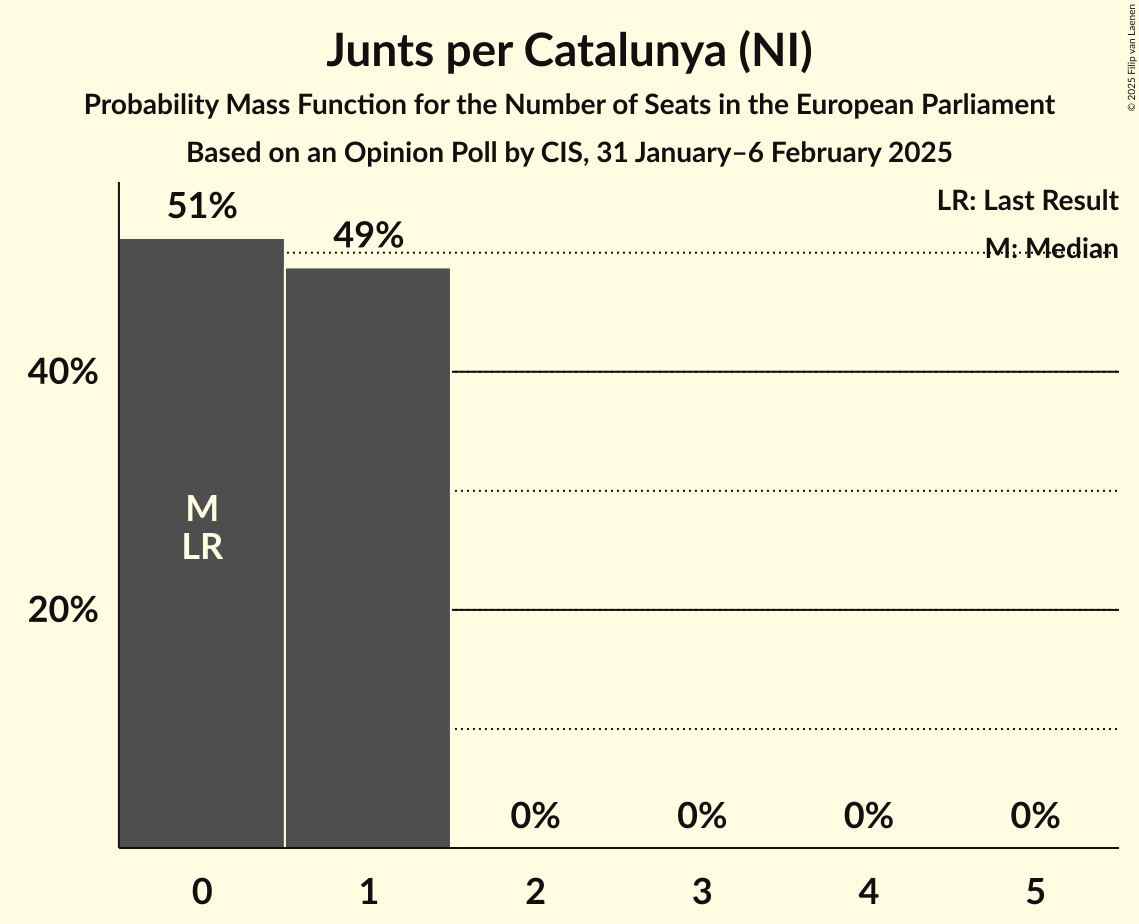 Junts per Catalunya (NI)
Probability Mass Function for the Number of Seats in the European Parliament
Based on an Opinion Poll by CIS, 31 January–6 February 2025
© 2025 Filip van Laenen
LR: Last Result
M: Median
51%
49%
40%
20%
M
LR
0% 0% 0% 0%
0 1 2 3 4 5